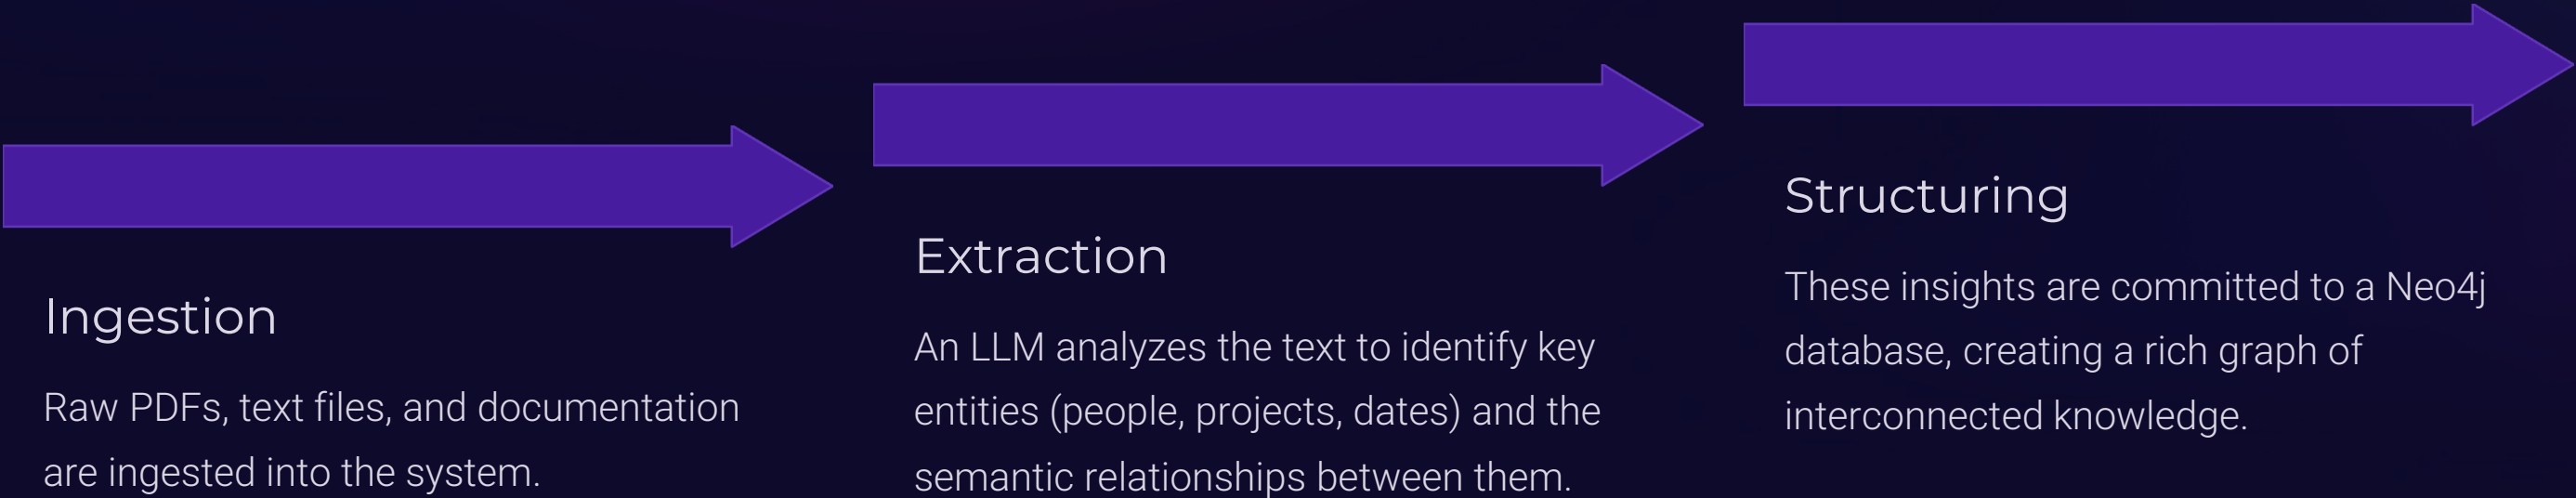 Ingestion
Raw PDFs, text files, and documentation
are ingested into the system.
Extraction
An LLM analyzes the text to identify key
entities (people, projects, dates) and the
semantic relationships between them.
Structuring
These insights are committed to a Neo4j
database, creating a rich graph of
interconnected knowledge.